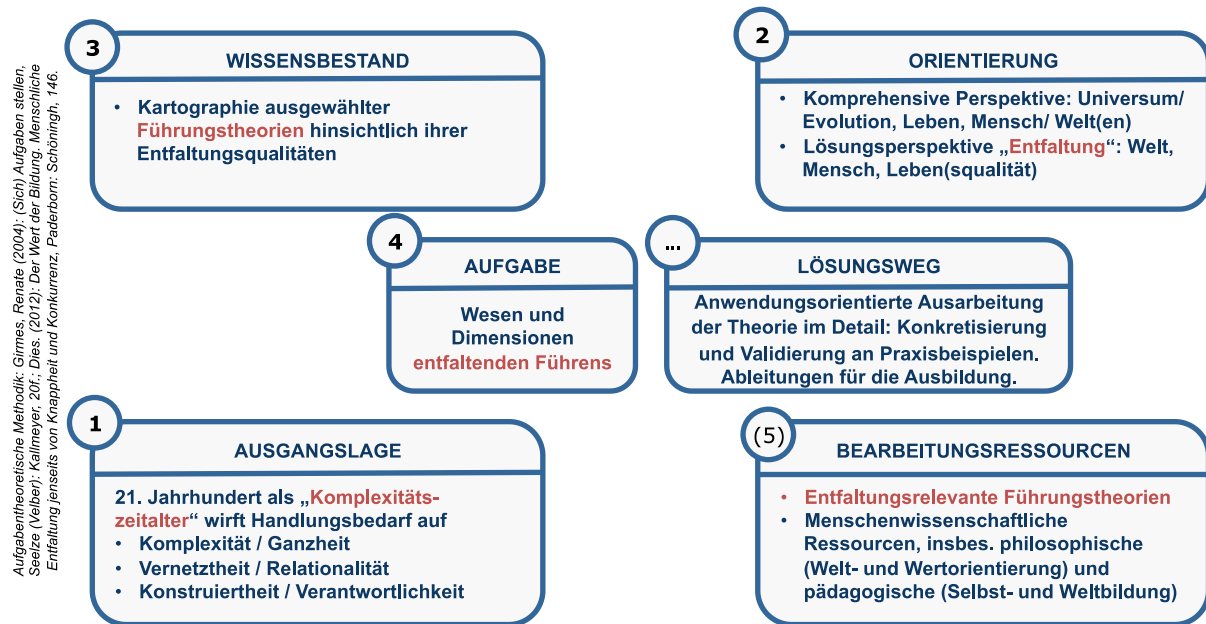 Aufgabentheoretische Methodik: Girmes, Renate (2004): (Sich) Aufgaben stellen,
Seelze (Velber): Kallmeyer, 20f.; Dies. (2012): Der Wert der Bildung. Menschliche
Entfaltung jenseits von Knappheit und Konkurrenz, Paderborn: Schöningh, 146.
3
WISSENSBESTAND
• Kartographie ausgewählter
Führungstheorien hinsichtlich ihrer
Entfaltungsqualitäten
2
ORIENTIERUNG
• Komprehensive Perspektive: Universum/
Evolution, Leben, Mensch/ Welt(en)
• Lösungsperspektive „Entfaltung“: Welt,
Mensch, Leben(squalität)
4
AUFGABE
Wesen und
Dimensionen
entfaltenden Führens
...
LÖSUNGSWEG
Anwendungsorientierte Ausarbeitung
der Theorie im Detail: Konkretisierung
und Validierung an Praxisbeispielen.
Ableitungen für die Ausbildung.
1
AUSGANGSLAGE
21. Jahrhundert als „Komplexitäts-
zeitalter“ wirft Handlungsbedarf auf
• Komplexität / Ganzheit
• Vernetztheit / Relationalität
• Konstruiertheit / Verantwortlichkeit
(5)
BEARBEITUNGSRESSOURCEN
• Entfaltungsrelevante Führungstheorien
• Menschenwissenschaftliche
Ressourcen, insbes. philosophische
(Welt- und Wertorientierung) und
pädagogische (Selbst- und Weltbildung)